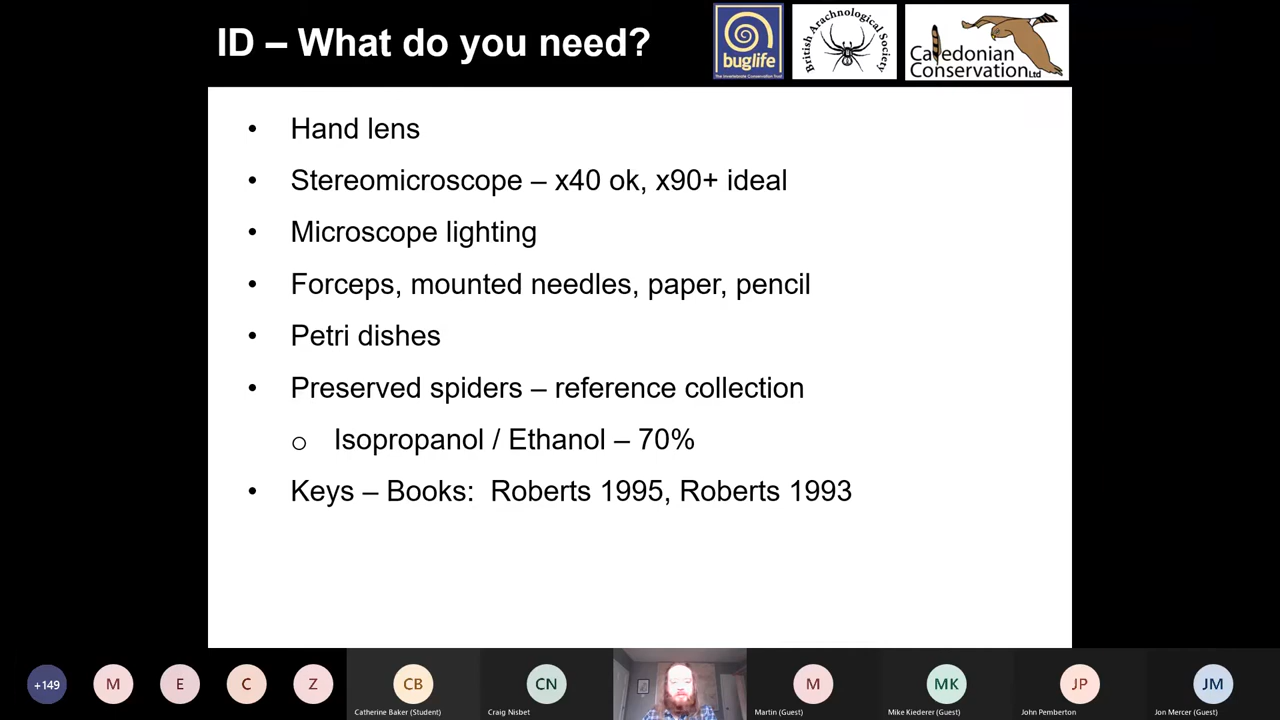 ID – What do you need?
buglife
The Invertebrate Conservation Trust
British Arachnological Society
Caledonian
Conservation Ltd
• Hand lens
• Stereomicroscope – x40 ok, x90+ ideal
• Microscope lighting
• Forceps, mounted needles, paper, pencil
• Petri dishes
• Preserved spiders – reference collection
o Isopropanol / Ethanol – 70%
• Keys – Books: Roberts 1995, Roberts 1993
+149 M E C Z CB CN M MK JP JM
Catherine Baker (Student) Craig Nisbet Martin (Guest) Mike Kiederer (Guest) John Pemberton Jon Mercer (Guest)